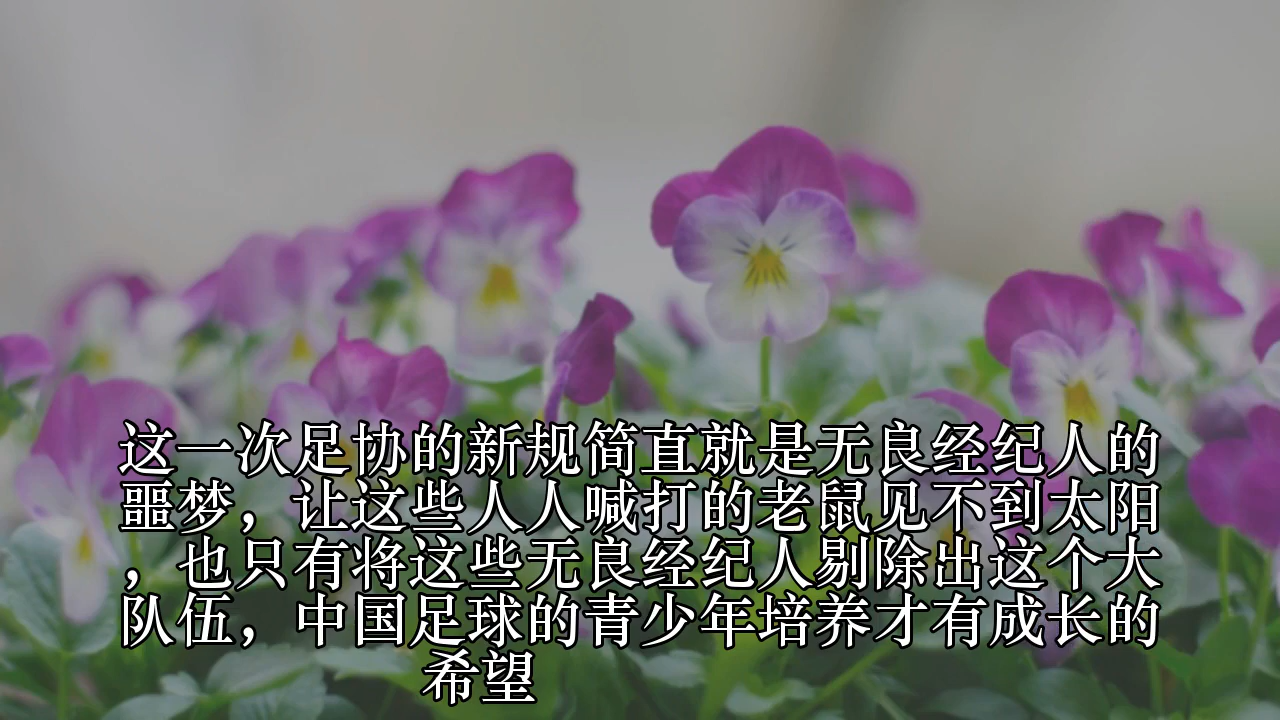 这一次足协的新规简直就是无良经纪人的
噩梦，让这些人人喊打的老鼠见不到太阳
，也只有将这些无良经纪人剔除出这个大
队伍，中国足球的青少年培养才有成长的
希望